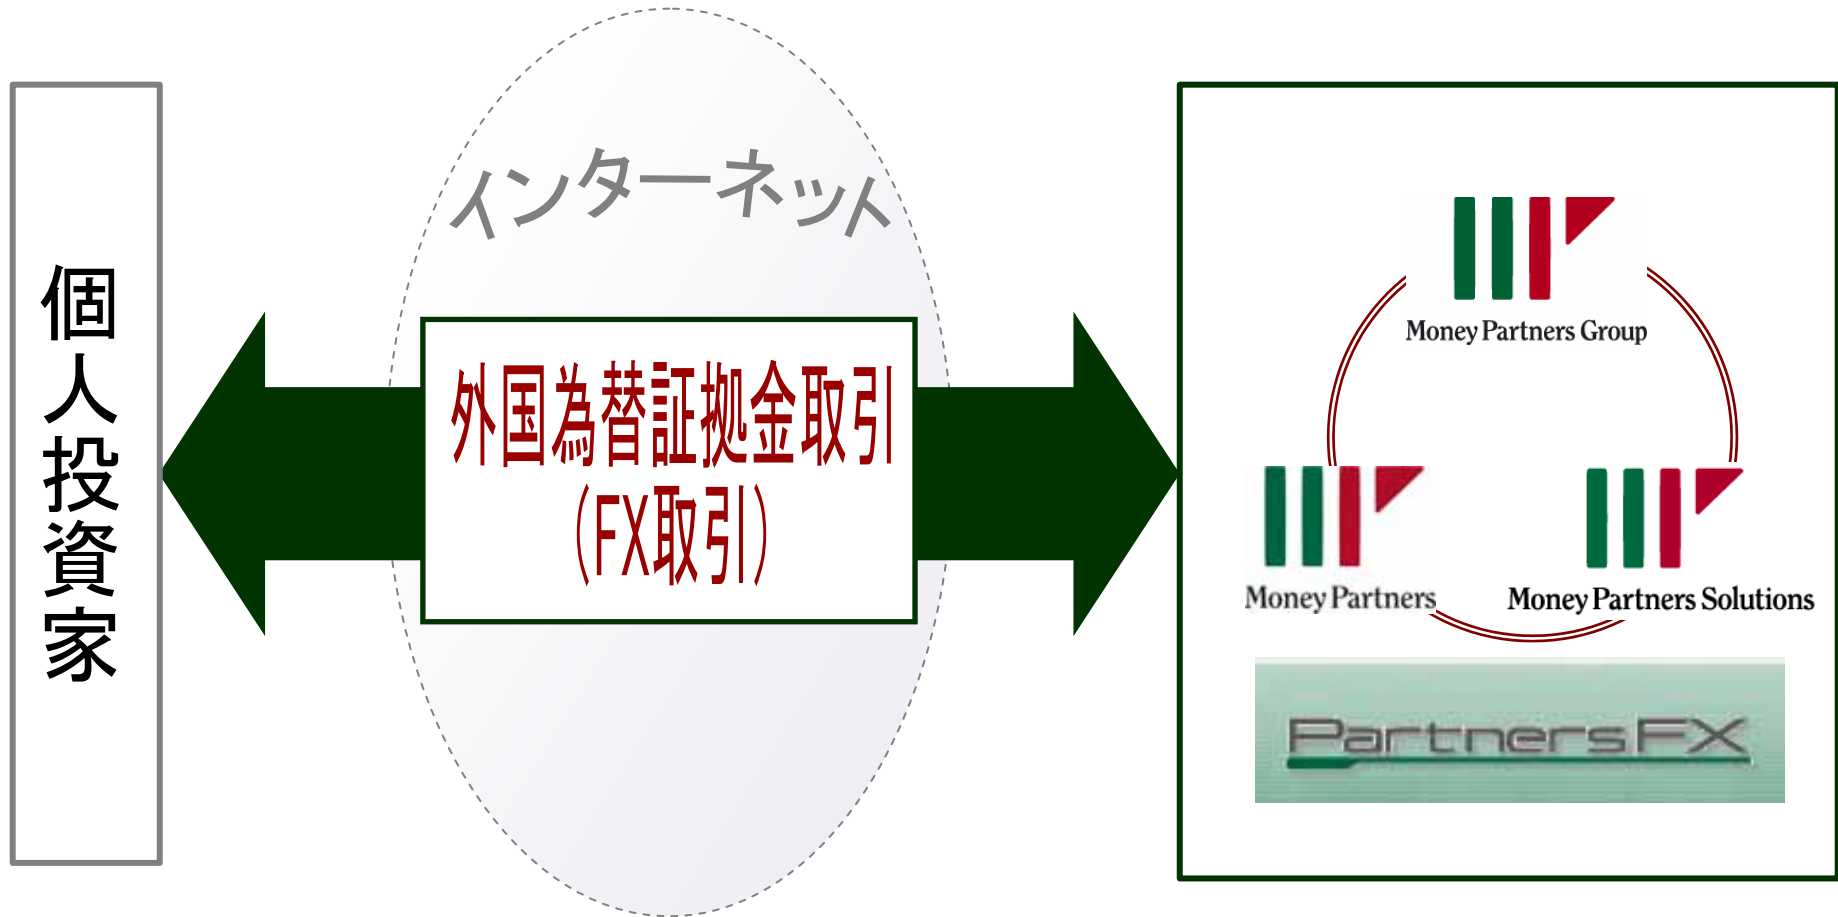 個人投資家
インターネット
外国為替証拠金取引
（FX取引）
Money Partners Group
Money Partners
Money Partners Solutions
PartnersFX